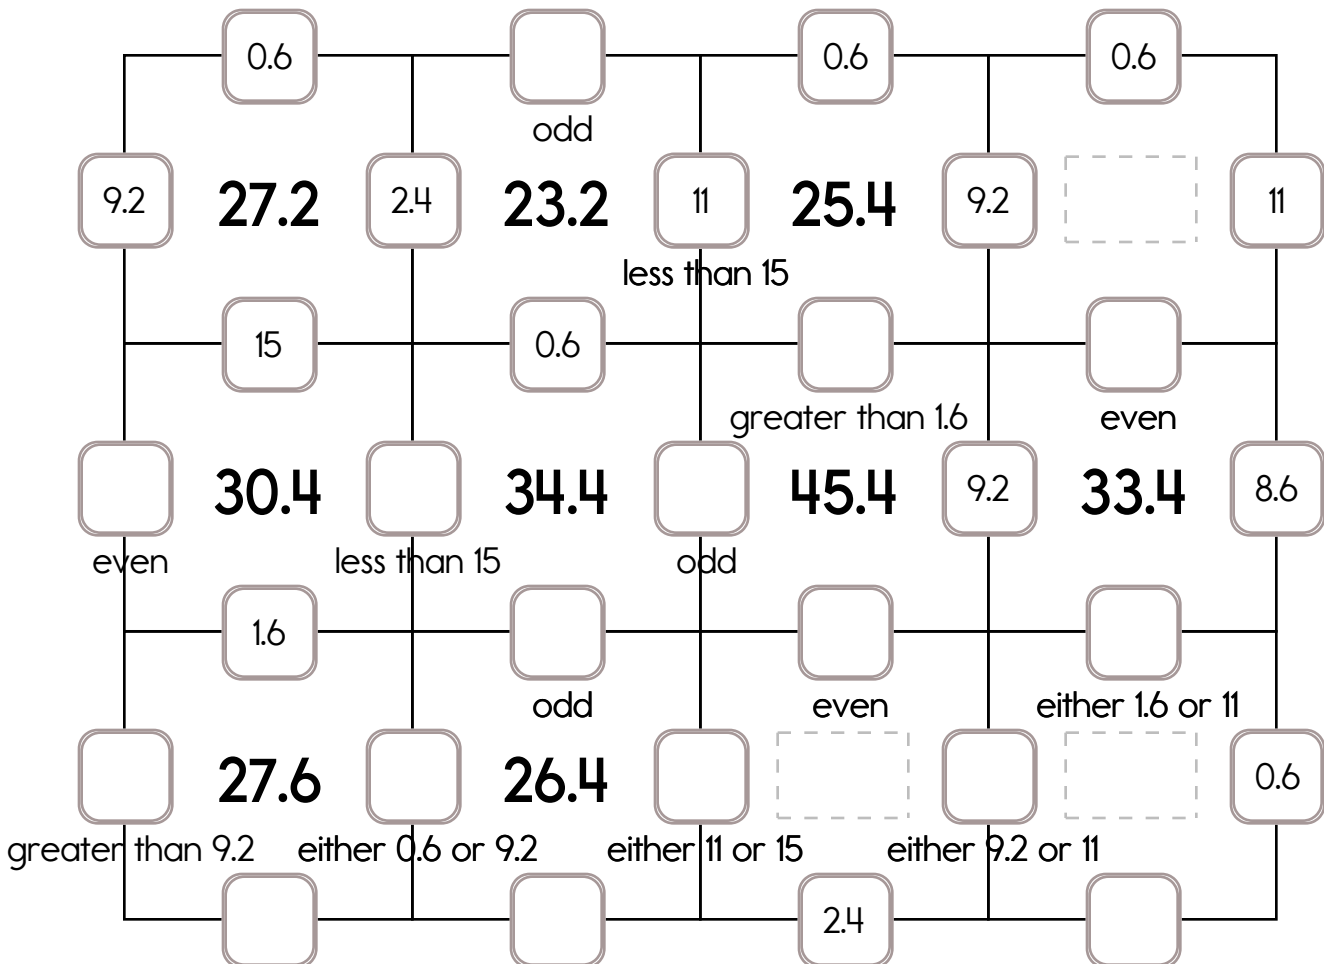 0.6 0.6 0.6
odd
9.2 27.2 2.4 23.2 11 25.4 9.2 11
less than 15
15 0.6
greater than 1.6 even
30.4 34.4 45.4 9.2 33.4 8.6
even less than 15 odd
1.6
odd even either 1.6 or 11
27.6 26.4 0.6
greater than 9.2 either 0.6 or 9.2 either 11 or 15 either 9.2 or 11
2.4